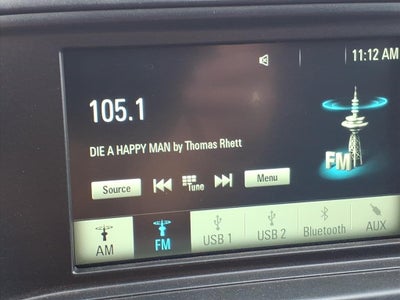 11:12 AM
105.1
DIE A HAPPY MAN by Thomas Rhett
FM
Source
Tune
Menu
AM
FM
USB 1
USB 2
Bluetooth
AUX